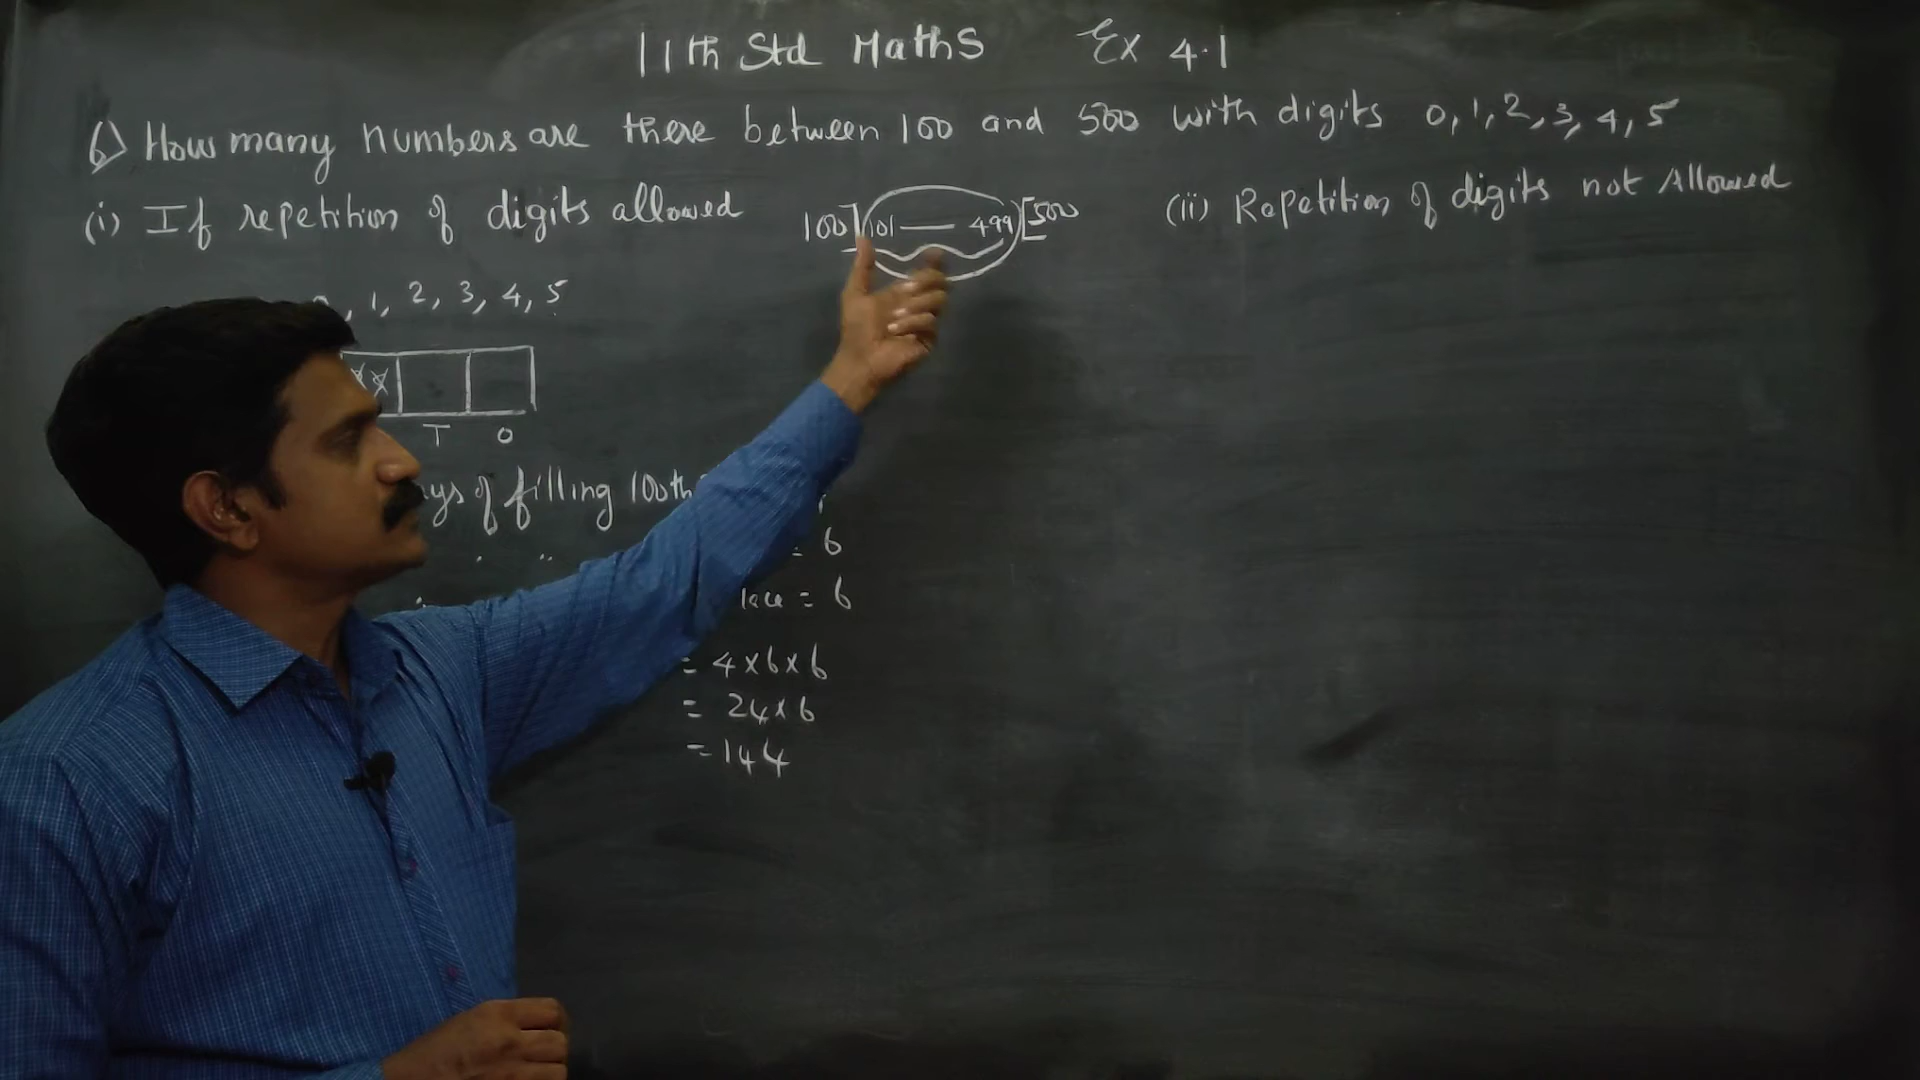 11th Std Maths Ex 4.1
6) How many numbers are there between 100 and 500 with digits 0, 1, 2, 3, 4, 5
(i) If repetition of digits allowed
100] (101 — 499) [500
(ii) Repetition of digits not Allowed
, 1, 2, 3, 4, 5
T O
of filling 100th
= 6
= 6
= 4 x 6 x 6
= 24 x 6
= 144